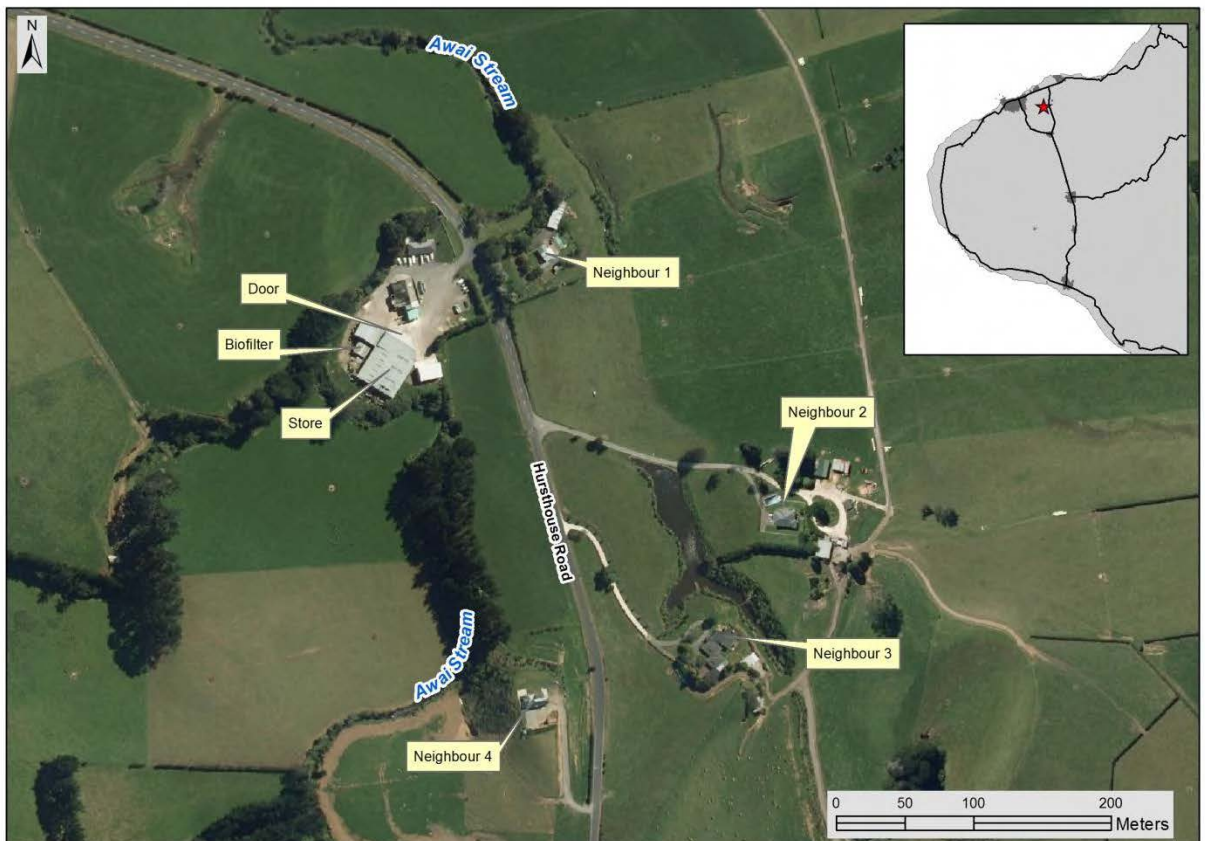 N
Awai Stream
Neighbour 1
Door
Biofilter
Store
Neighbour 2
Hursthouse Road
Neighbour 3
Awai Stream
Neighbour 4
0 50 100 200
Meters